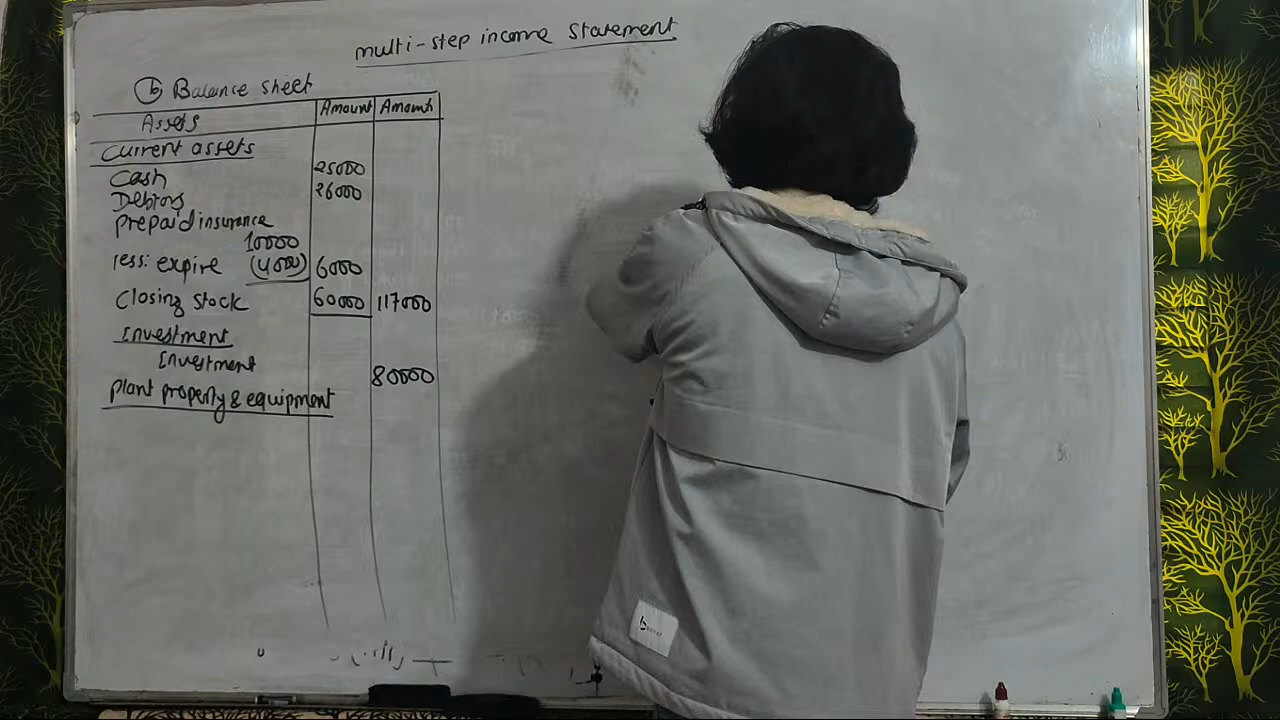 multi-step income statement
b Balance sheet
Assets Amount Amount
Current assets
Cash 25000
Debtors 26000
prepaid insurance
10000
less: expire (4000) 6000
Closing stock 60000 117000
Investment
Investment 80000
plant property & equipment